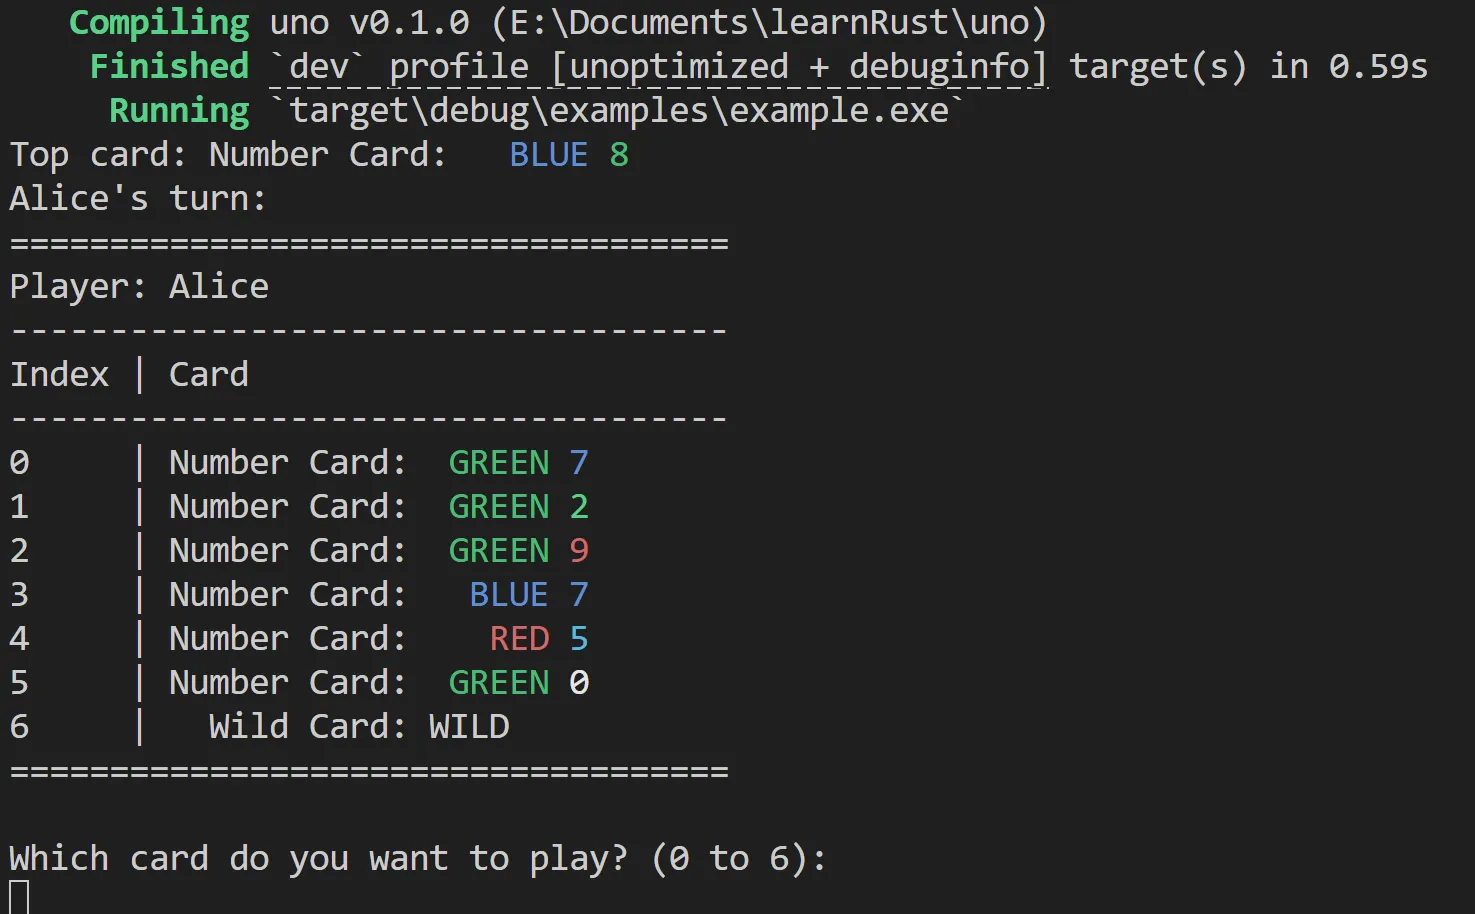 Compiling uno v0.1.0 (E:\Documents\learnRust\uno)
Finished `dev` profile [unoptimized + debuginfo] target(s) in 0.59s
Running `target\debug\examples\example.exe`
Top card: Number Card:   BLUE 8
Alice's turn:
====================================
Player: Alice
------------------------------------
Index | Card
------------------------------------
0     | Number Card:  GREEN 7
1     | Number Card:  GREEN 2
2     | Number Card:  GREEN 9
3     | Number Card:   BLUE 7
4     | Number Card:    RED 5
5     | Number Card:  GREEN 0
6     |   Wild Card: WILD
====================================
Which card do you want to play? (0 to 6):